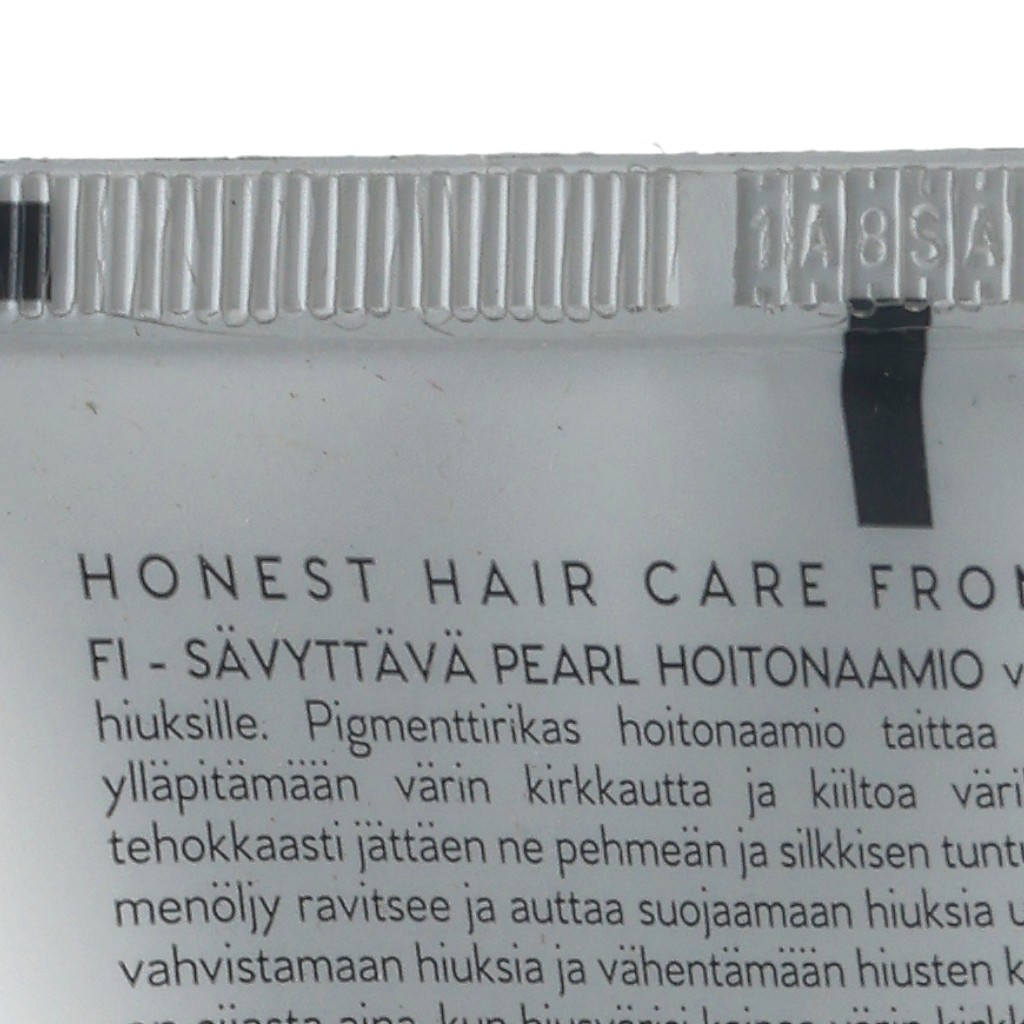 1A8SA
HONEST HAIR CARE
FI - SÄVYTTÄVÄ PEARL HOITONAAMIO
hiuksille. Pigmenttirikas hoitonaamio taittaa
ylläpitämään värin kirkkautta ja kiiltoa
tehokkaasti jättäen ne pehmeän ja silkkisen
menöljy ravitsee ja auttaa suojaamaan hiuksia
vahvistamaan hiuksia ja vähentämään hiusten